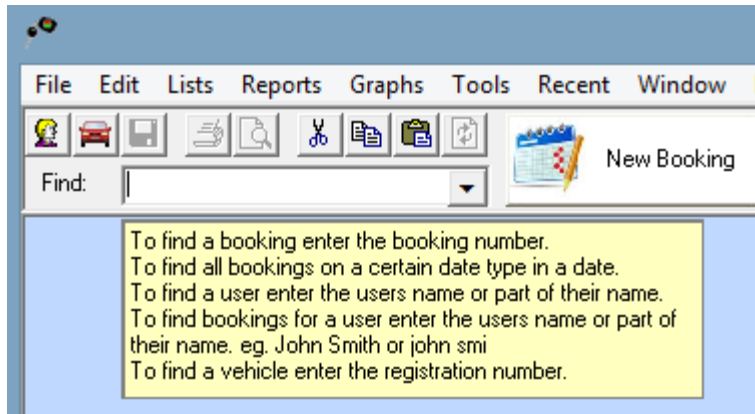 File Edit Lists Reports Graphs Tools Recent Window
New Booking
Find:
To find a booking enter the booking number.
To find all bookings on a certain date type in a date.
To find a user enter the users name or part of their name.
To find bookings for a user enter the users name or part of
their name. eg. John Smith or john smi
To find a vehicle enter the registration number.